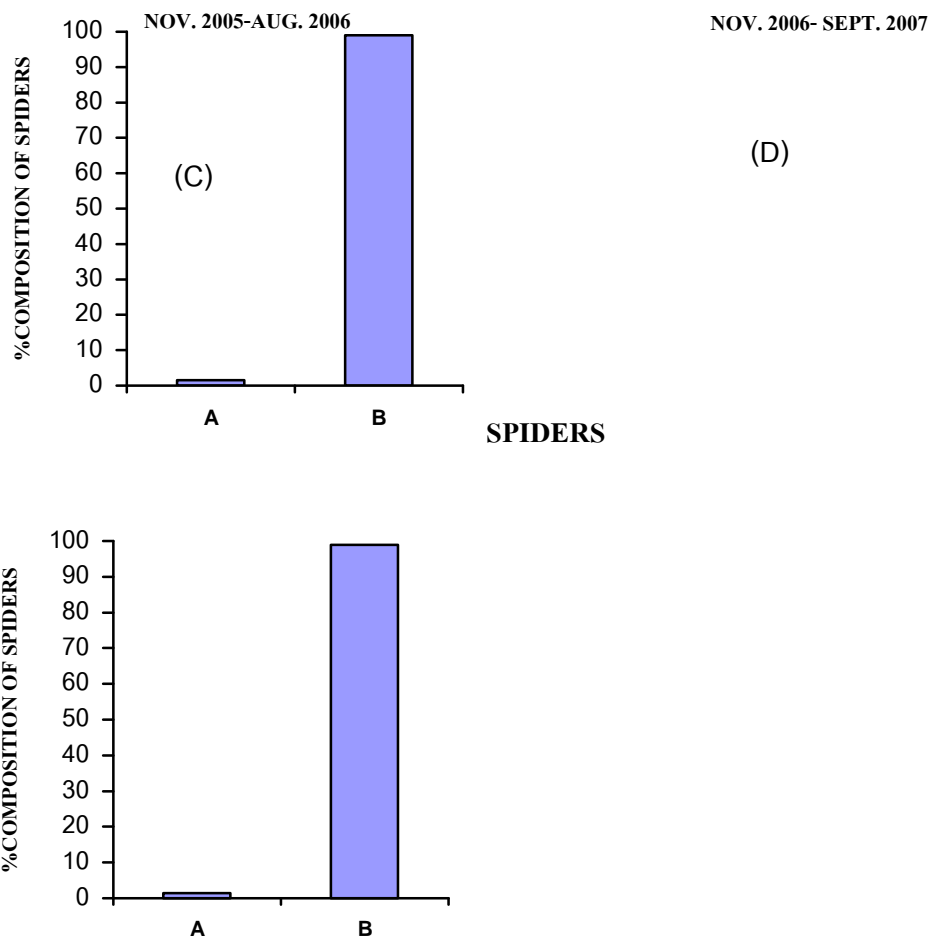 NOV. 2005-AUG. 2006
NOV. 2006- SEPT. 2007
%COMPOSITION OF SPIDERS
100
90
80
70
60
50
40
30
20
10
0
(C)
(D)
A B
SPIDERS
%COMPOSITION OF SPIDERS
100
90
80
70
60
50
40
30
20
10
0
A B